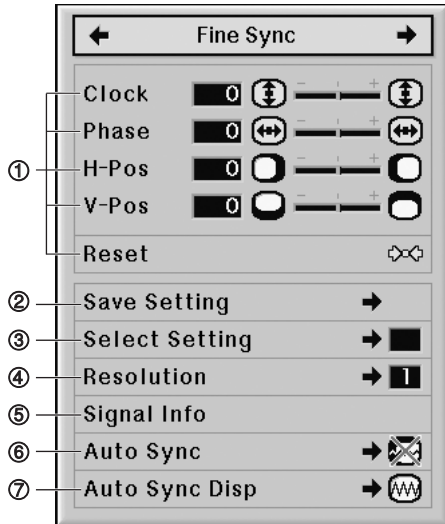 Fine Sync
Clock 0 - +
Phase 0 - +
① H-Pos 0 - +
V-Pos 0 - +
Reset
② Save Setting
③ Select Setting
④ Resolution 1
⑤ Signal Info
⑥ Auto Sync
⑦ Auto Sync Disp